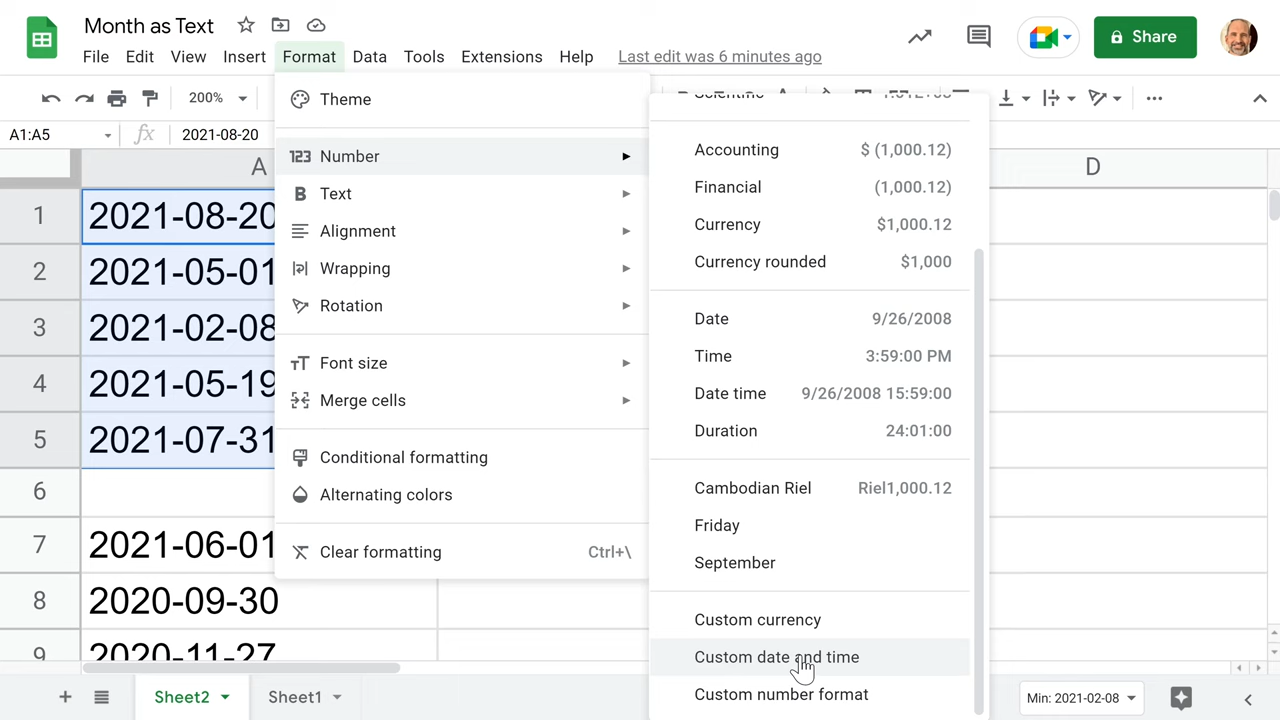 Month as Text
File Edit View Insert Format Data Tools Extensions Help Last edit was 6 minutes ago
Share
200%
A1:A5 fx 2021-08-20
A D
1 2021-08-20
2 2021-05-01
3 2021-02-08
4 2021-05-19
5 2021-07-31
6
7 2021-06-01
8 2020-09-30
9 2020-11-27
Theme
123 Number
B Text
Alignment
Wrapping
Rotation
Font size
Merge cells
Conditional formatting
Alternating colors
Clear formatting Ctrl+\
Scientific
Accounting $ (1,000.12)
Financial (1,000.12)
Currency $1,000.12
Currency rounded $1,000
Date 9/26/2008
Time 3:59:00 PM
Date time 9/26/2008 15:59:00
Duration 24:01:00
Cambodian Riel Riel1,000.12
Friday
September
Custom currency
Custom date and time
Custom number format
Sheet2 Sheet1 Min: 2021-02-08